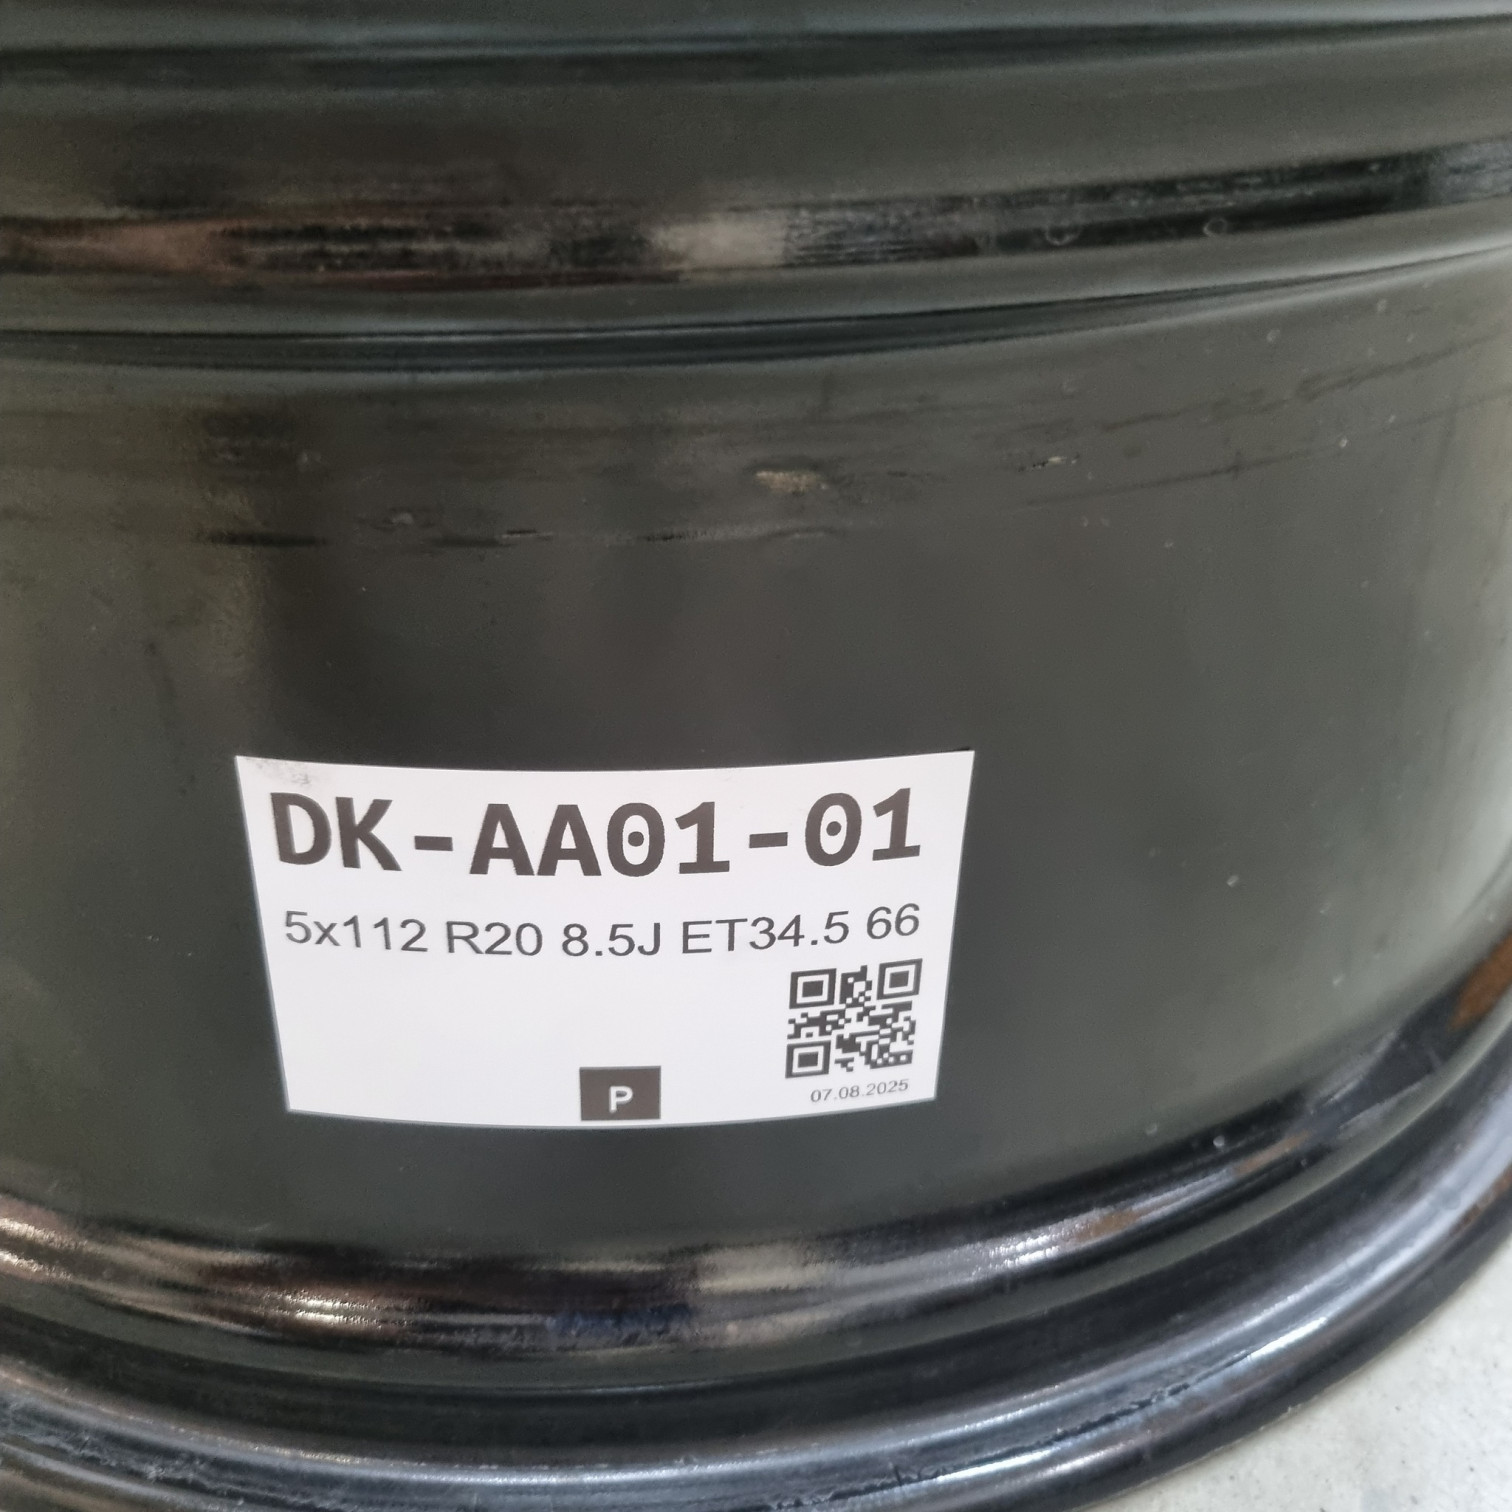 DK-AA01-01
5x112 R20 8.5J ET34.5 66
P
07.08.2025